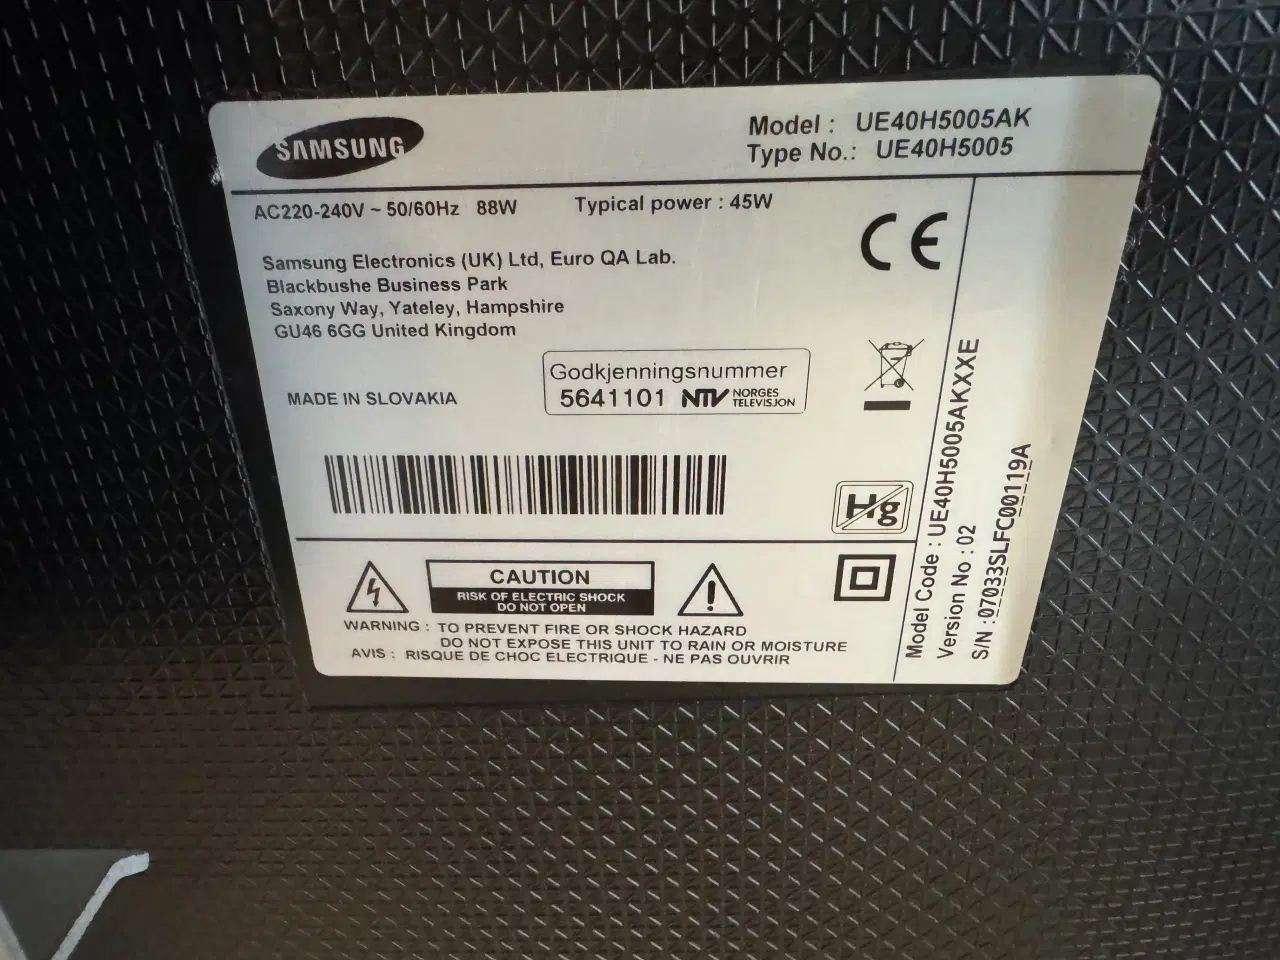 SAMSUNG
Model : UE40H5005AK
Type No.: UE40H5005
AC220-240V ~ 50/60Hz 88W Typical power : 45W
Samsung Electronics (UK) Ltd, Euro QA Lab.
Blackbushe Business Park
Saxony Way, Yateley, Hampshire
GU46 6GG United Kingdom
CE
MADE IN SLOVAKIA
Godkjenningsnummer
5641101 NTV NORGES
TELEVISJON
Hg
CAUTION
RISK OF ELECTRIC SHOCK
DO NOT OPEN
WARNING : TO PREVENT FIRE OR SHOCK HAZARD
DO NOT EXPOSE THIS UNIT TO RAIN OR MOISTURE
AVIS : RISQUE DE CHOC ELECTRIQUE - NE PAS OUVRIR
Model Code : UE40H5005AKXXXE
Version No : 02
S/N : 07033SLFC00119A